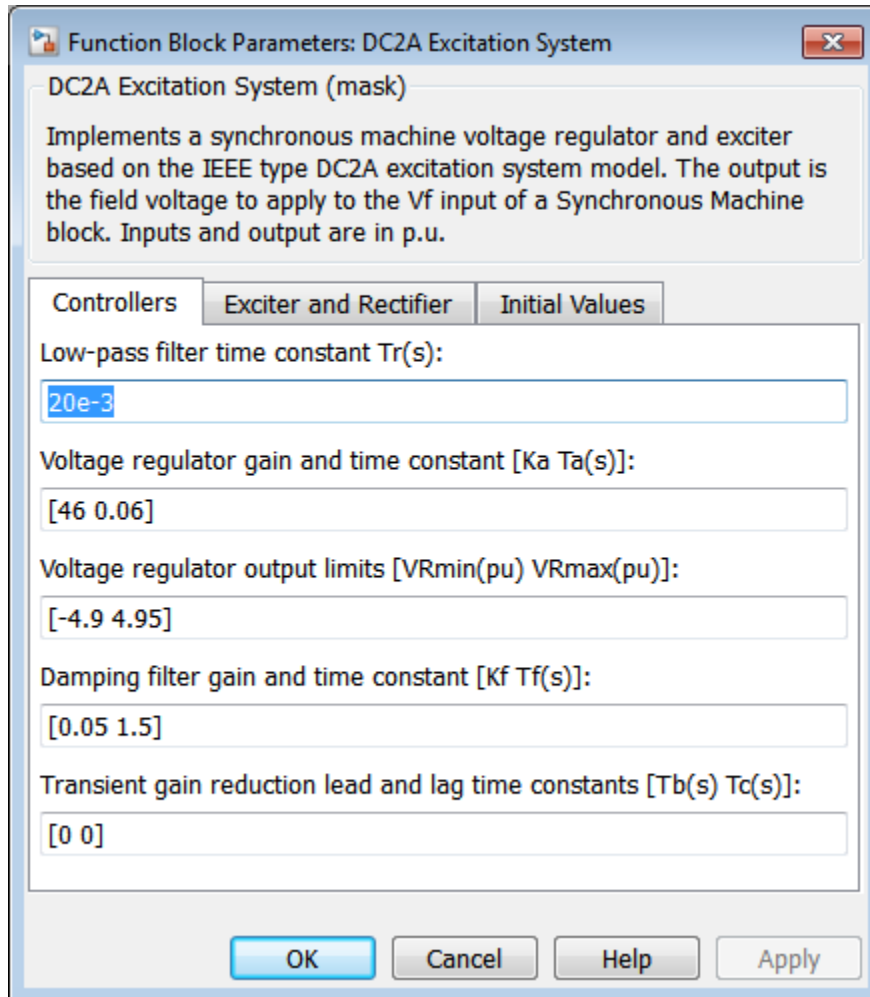 Function Block Parameters: DC2A Excitation System
DC2A Excitation System (mask)
Implements a synchronous machine voltage regulator and exciter
based on the IEEE type DC2A excitation system model. The output is
the field voltage to apply to the Vf input of a Synchronous Machine
block. Inputs and output are in p.u.
Controllers Exciter and Rectifier Initial Values
Low-pass filter time constant Tr(s):
20e-3
Voltage regulator gain and time constant [Ka Ta(s)]:
[46 0.06]
Voltage regulator output limits [VRmin(pu) VRmax(pu)]:
[-4.9 4.95]
Damping filter gain and time constant [Kf Tf(s)]:
[0.05 1.5]
Transient gain reduction lead and lag time constants [Tb(s) Tc(s)]:
[0 0]
OK Cancel Help Apply